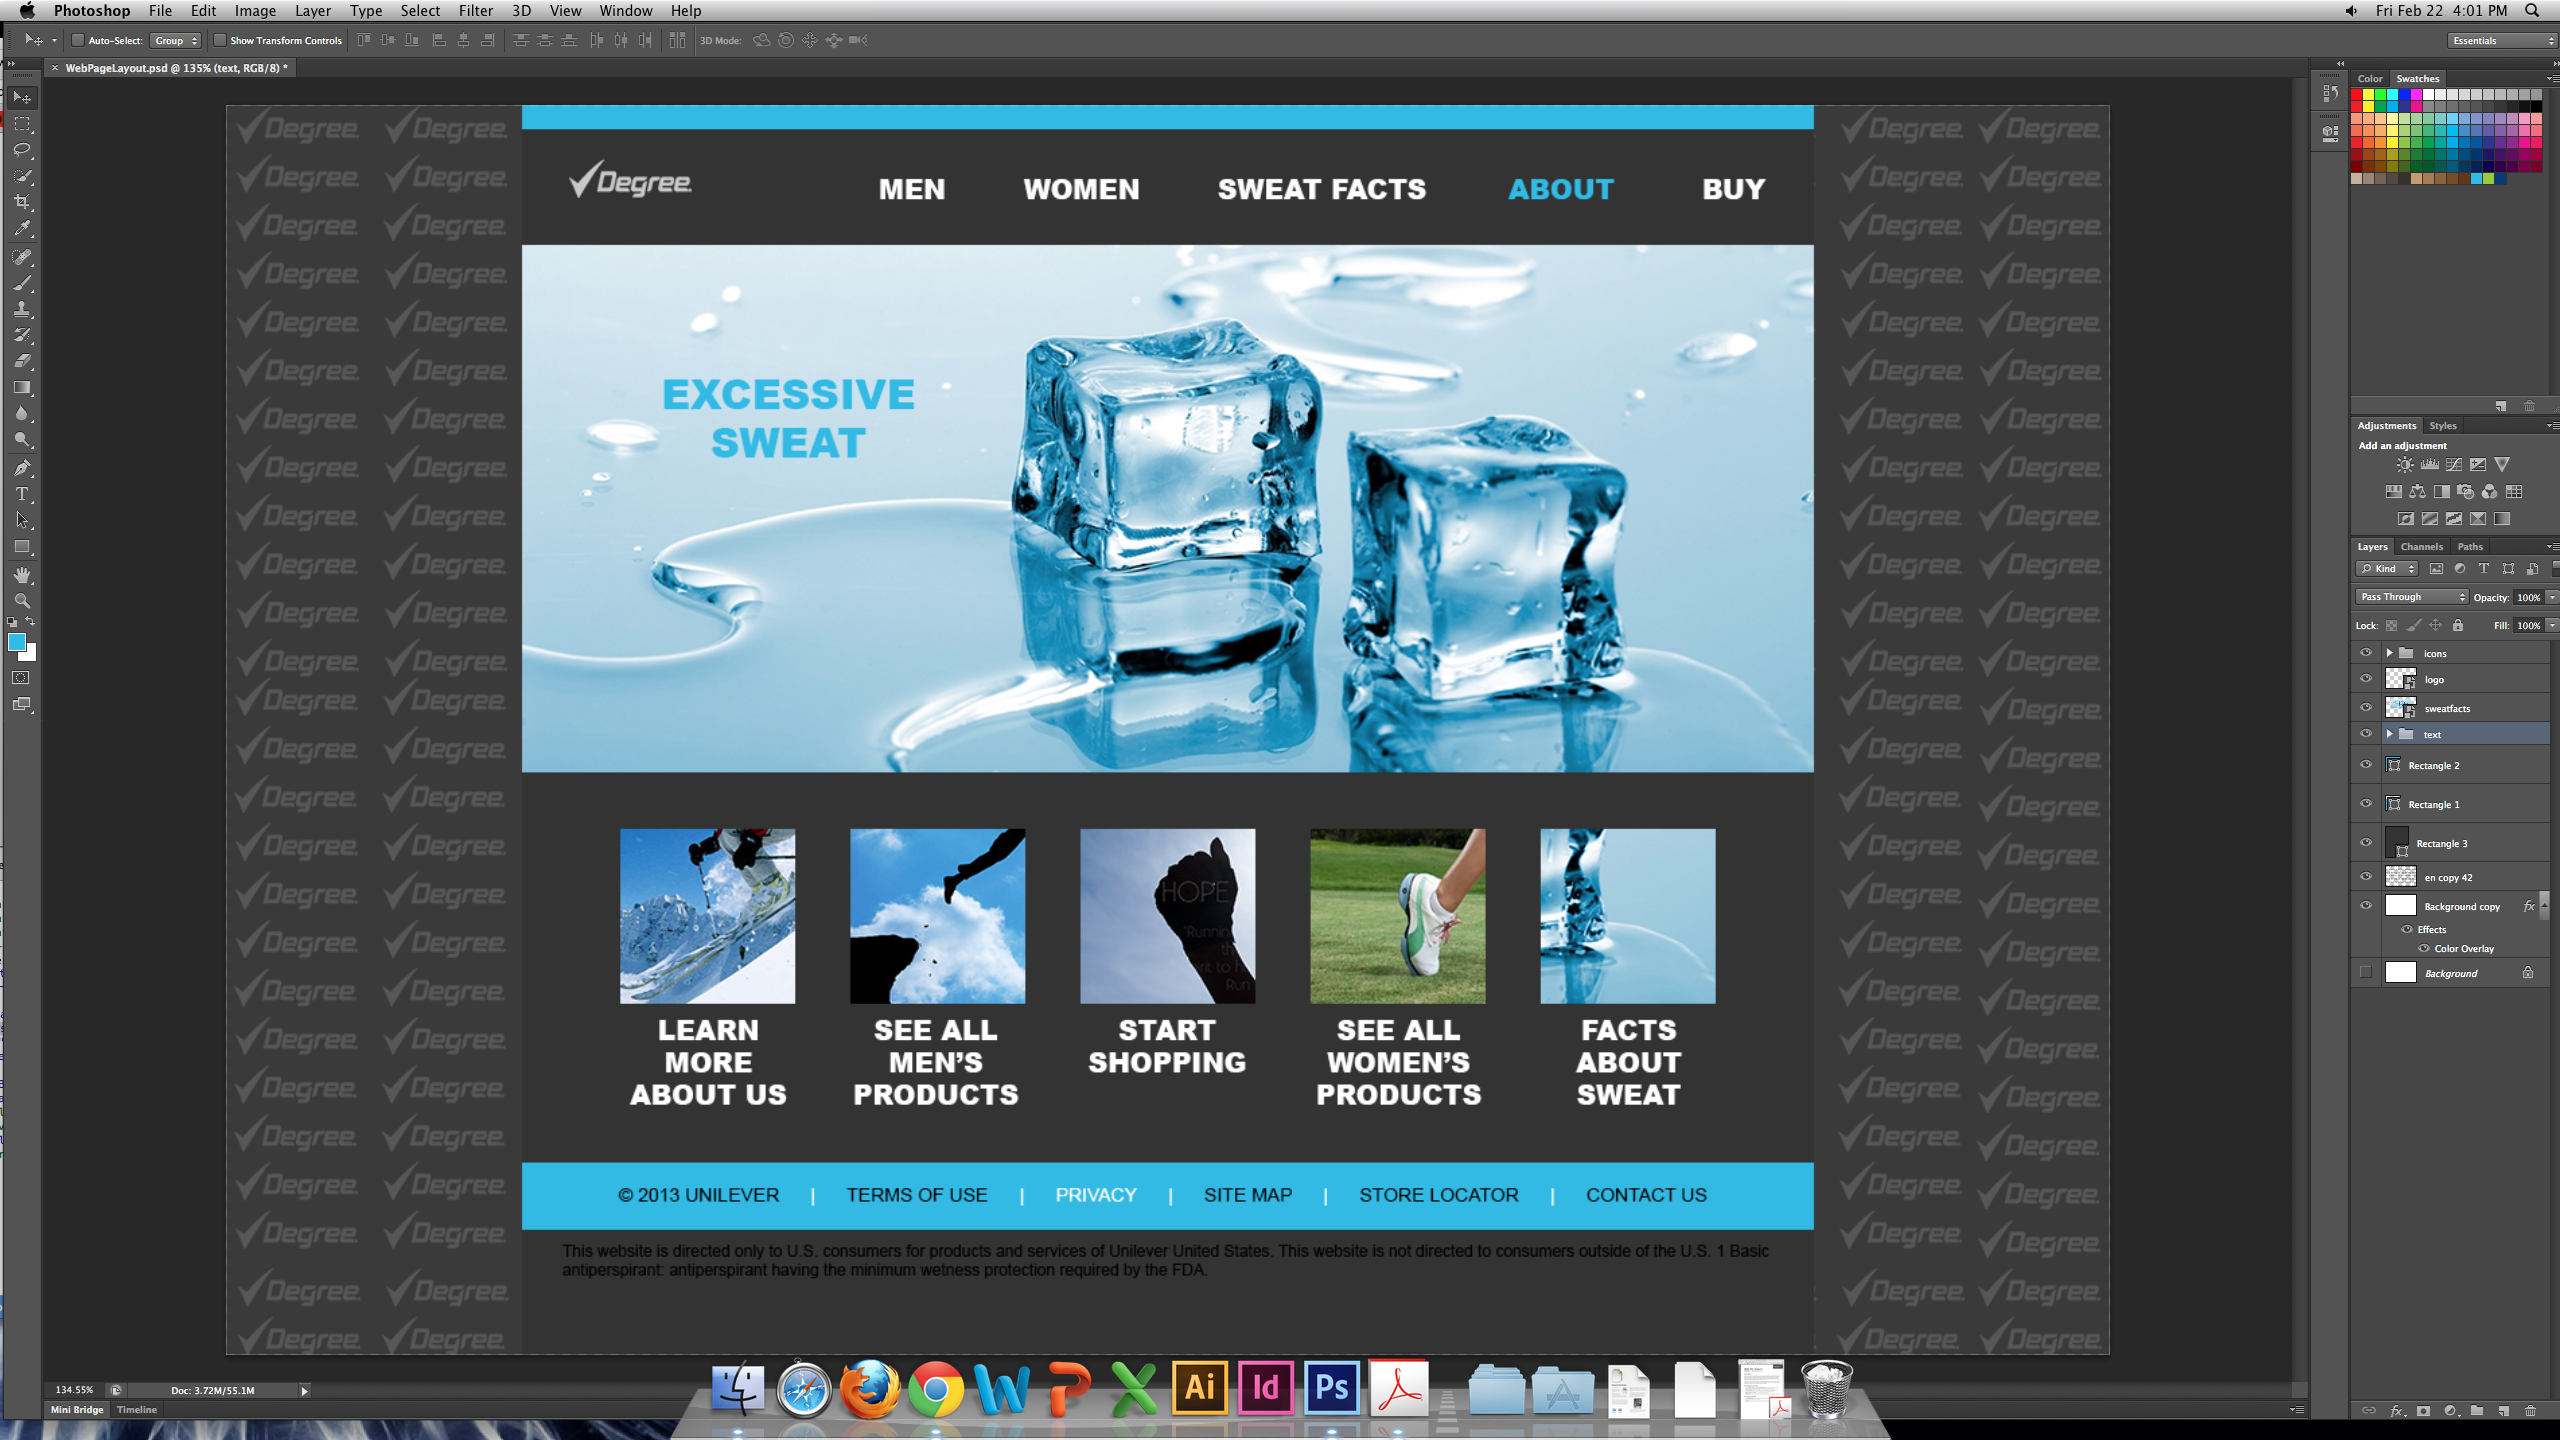 Photoshop File Edit Image Layer Type Select Filter 3D View Window Help
Fri Feb 22 4:01 PM
Auto-Select: Group Show Transform Controls 3D Mode:
Essentials
WebPageLayout.psd @ 135% (text, RGB/8) *
Color Swatches
Degree
MEN WOMEN SWEAT FACTS ABOUT BUY
EXCESSIVE
SWEAT
LEARN
MORE
ABOUT US
SEE ALL
MEN’S
PRODUCTS
HOPE
START
SHOPPING
SEE ALL
WOMEN’S
PRODUCTS
FACTS
ABOUT
SWEAT
© 2013 UNILEVER | TERMS OF USE | PRIVACY | SITE MAP | STORE LOCATOR | CONTACT US
This website is directed only to U.S. consumers for products and services of Unilever United States. This website is not directed to consumers outside of the U.S. 1 Basic
antiperspirant: antiperspirant having the minimum wetness protection required by the FDA.
Adjustments Styles
Add an adjustment
Layers Channels Paths
Kind
Pass Through Opacity: 100%
Lock: Fill: 100%
icons
logo
sweatfacts
text
Rectangle 2
Rectangle 1
Rectangle 3
en copy 42
Background copy fx
Effects
Color Overlay
Background
134.55% Doc: 3.72M/55.1M
Mini Bridge Timeline
Ai Id Ps